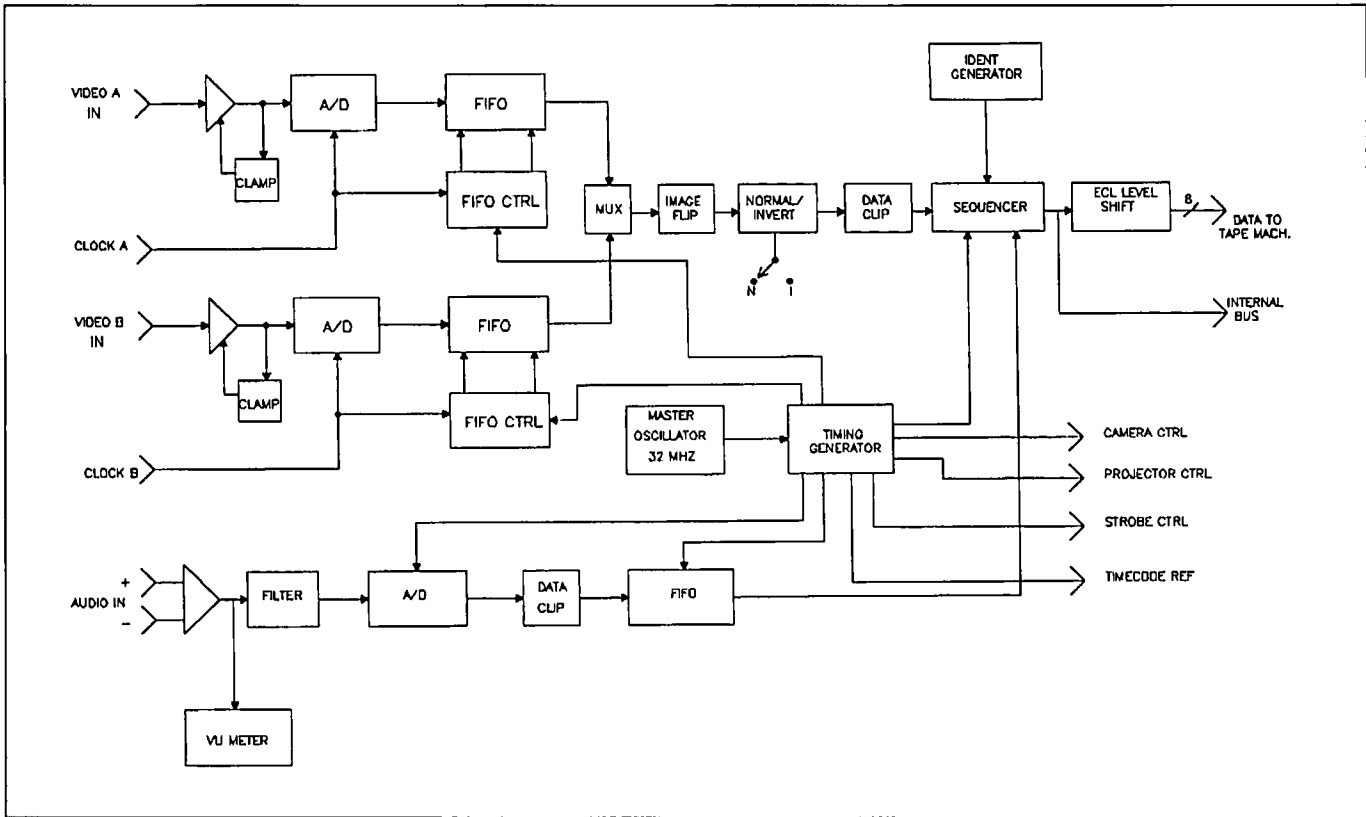 IDENT
GENERATOR
VIDEO A
IN
A/D
FIFO
CLAMP
FIFO CTRL
MUX
IMAGE
FLIP
NORMAL/
INVERT
DATA
CLIP
SEQUENCER
ECL LEVEL
SHIFT
8
DATA TO
TAPE MACH.
CLOCK A
N
I
INTERNAL
BUS
VIDEO B
IN
A/D
FIFO
CLAMP
FIFO CTRL
MASTER
OSCILLATOR
32 MHZ
TIMING
GENERATOR
CAMERA CTRL
CLOCK B
PROJECTOR CTRL
STROBE CTRL
TIMECODE REF
+
AUDIO IN
-
FILTER
A/D
DATA
CLIP
FIFO
VU METER